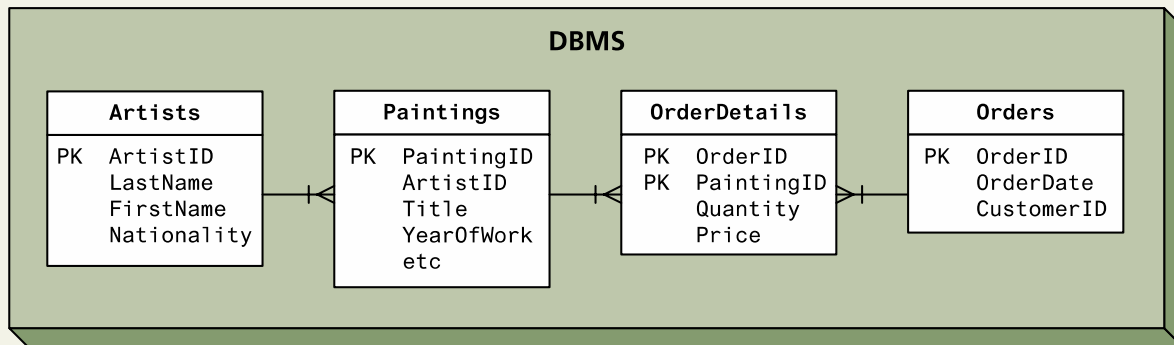 DBMS
Artists
PK ArtistID
LastName
FirstName
Nationality
Paintings
PK PaintingID
ArtistID
Title
YearOfWork
etc
OrderDetails
PK OrderID
PK PaintingID
Quantity
Price
Orders
PK OrderID
OrderDate
CustomerID